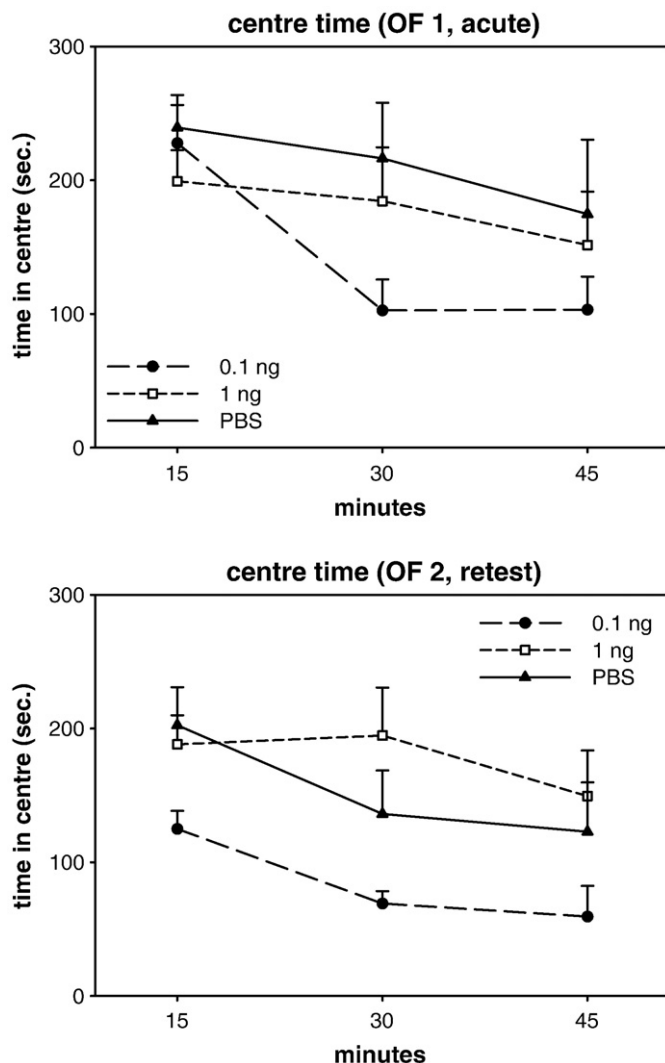 centre time (OF 1, acute)
300
200
100
0
time in centre (sec.)
0.1 ng
1 ng
PBS
15 30 45
minutes
centre time (OF 2, retest)
300
200
100
0
time in centre (sec.)
0.1 ng
1 ng
PBS
15 30 45
minutes